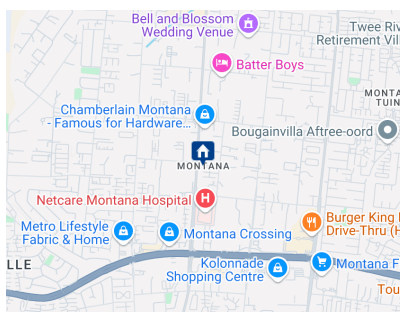 Bell and Blossom
Wedding Venue
Twee Riv
Retirement Vill
Batter Boys
MONTA
TUIN
Chamberlain Montana
- Famous for Hardware...
Bougainvilla Aftree-oord
MONTANA
Netcare Montana Hospital
H
Burger King
Drive-Thru (H
Metro Lifestyle
Fabric & Home
Montana Crossing
LLE
Kolonnade
Shopping Centre
Montana F
Tou